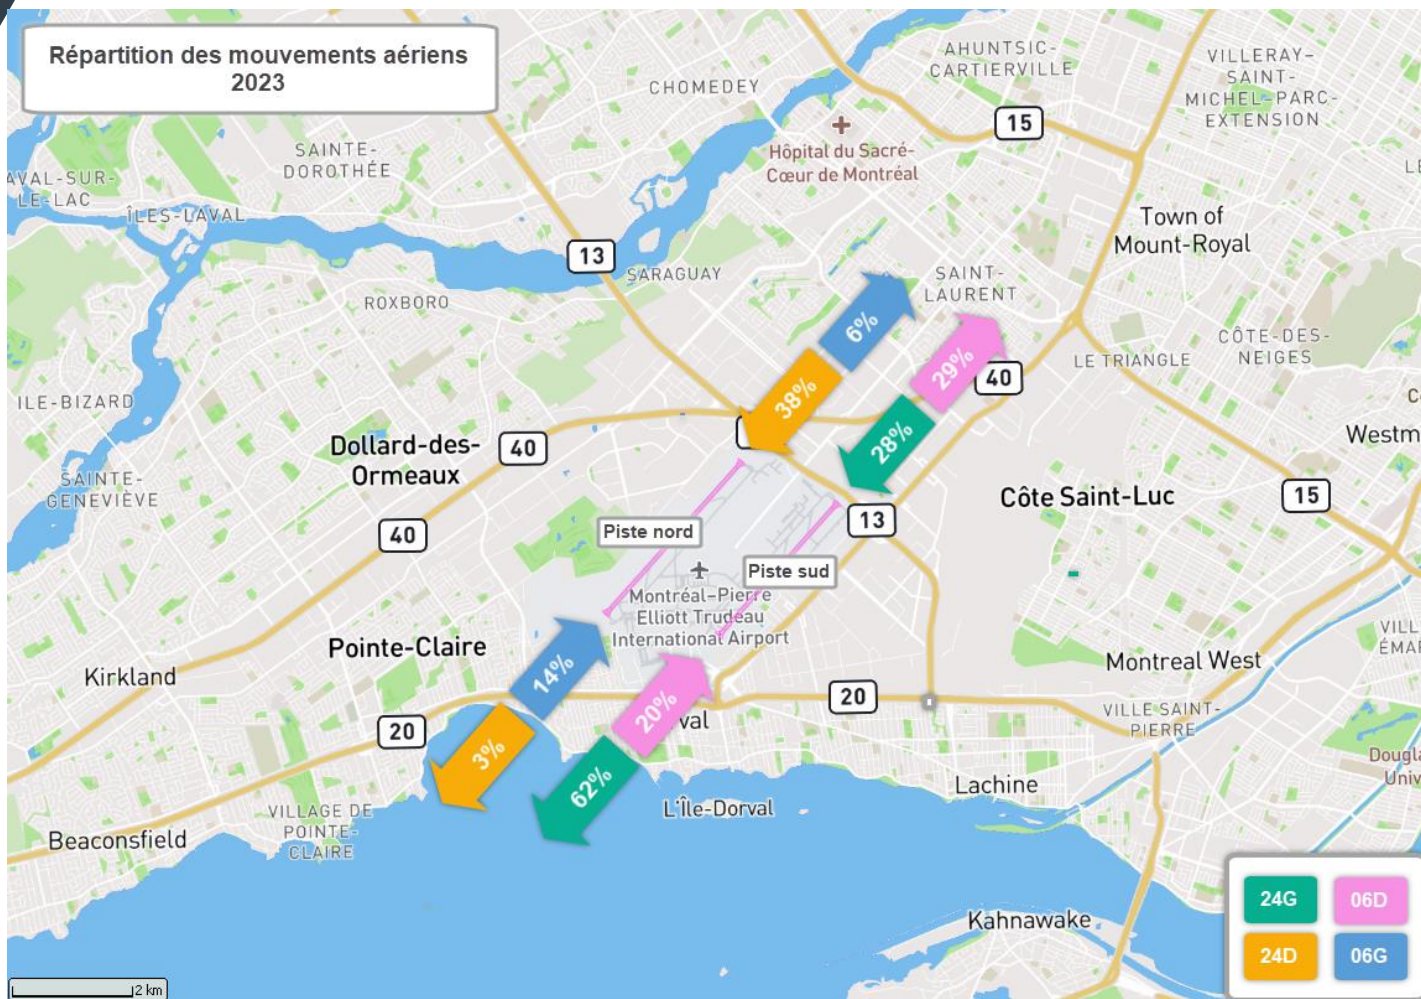 Répartition des mouvements aériens
2023
AHUNTSIC-
CARTIERVILLE
VILLERAY–
SAINT-
MICHEL–PARC-
EXTENSION
CHOMEDEY
15
SAINTE-
DOROTHÉE
Hôpital du Sacré-
Cœur de Montréal
AVAL-SUR-
LE-LAC
ÎLES-LAVAL
Town of
Mount-Royal
13
SARAGUAY
SAINT-
LAURENT
ROXBORO
6%
29%
CÔTE-DES-
NEIGES
LE TRIANGLE
40
38%
ILE-BIZARD
28%
Dollard-des-
Ormeaux
40
Westm
SAINTE-
GENEVIÈVE
Côte Saint-Luc
15
40
13
Piste nord
Piste sud
Montréal–Pierre
Elliott Trudeau
International Airport
Pointe-Claire
Kirkland
14%
20%
val
Montreal West
VILL
ÉMA
20
20
VILLE SAINT-
PIERRE
3%
62%
Dougla
Univ
Lachine
L'Île-Dorval
VILLAGE DE
POINTE-
CLAIRE
Beaconsfield
Kahnawake
24G
06D
24D
06G
2 km